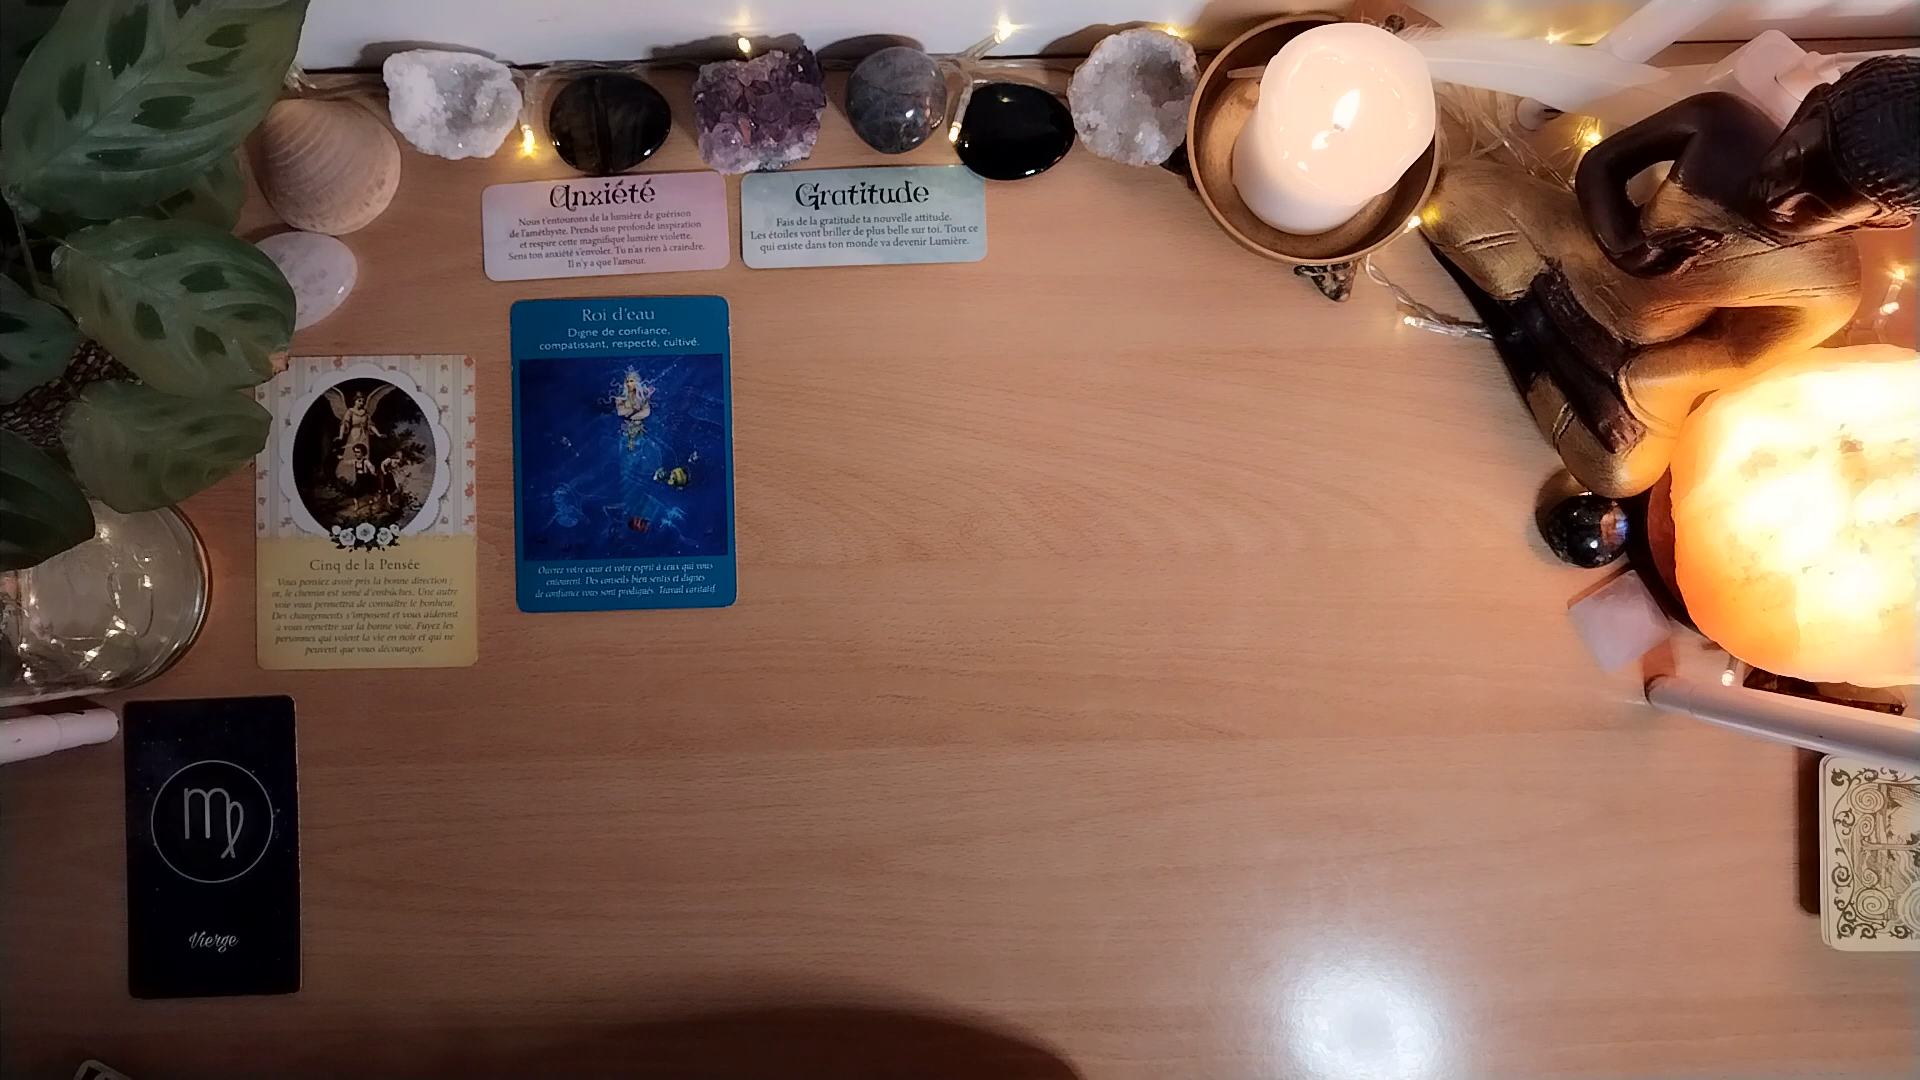 Anxiété
Nous t'entourons de la lumière de guérison
de l'améthyste. Prends une profonde inspiration
et respire cette magnifique lumière violette.
Sens ton anxiété s'envoler. Tu n'as rien à craindre.
Il n'y a que l'amour.
Gratitude
Fais de la gratitude ta nouvelle attitude.
Les étoiles vont briller de plus belle sur toi. Tout ce
qui existe dans ton monde va devenir Lumière.
Roi d'eau
Digne de confiance,
compatissant, respecté, cultivé.
Ouvrez votre cœur et votre esprit à ceux qui vous
entourent. Des conseils bien sentis et dignes
de confiance vous sont prodigués. Travail caritatif.
Cinq de la Pensée
Vous pensiez avoir pris la bonne direction ;
or, le chemin est semé d'embûches. Une autre
voie vous permettra de connaître le bonheur.
Des changements s'imposent et vous aideront
à vous remettre sur la bonne voie. Fuyez les
personnes qui voient la vie en noir et qui ne
peuvent que vous décourager.
Vierge